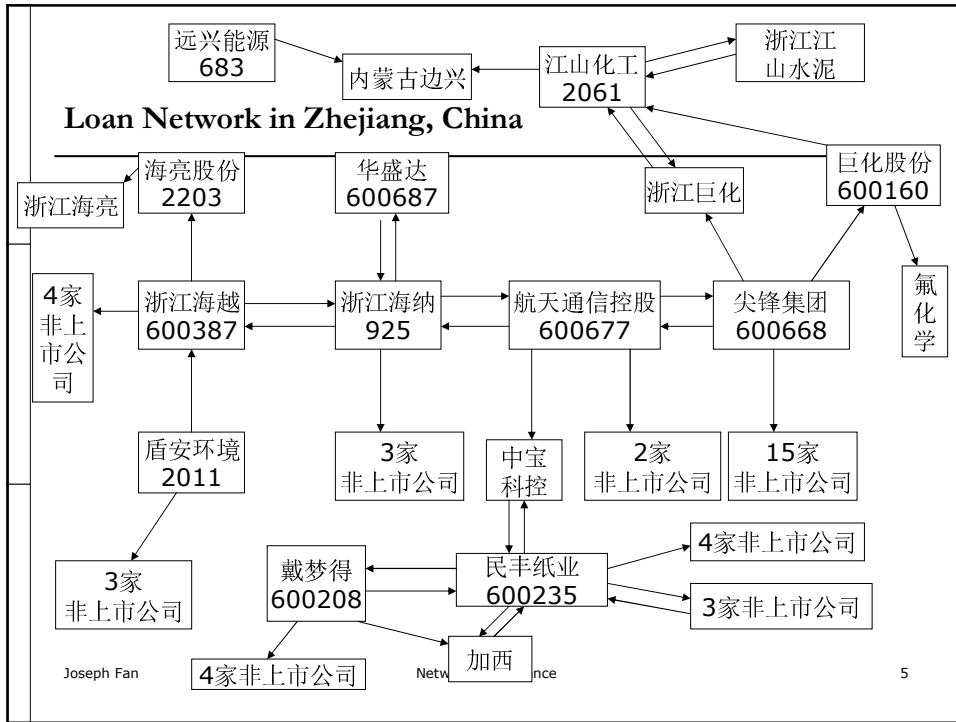 远兴能源
683
内蒙古边兴
江山化工
2061
浙江江
山水泥
Loan Network in Zhejiang, China
海亮股份
2203
浙江海亮
华盛达
600687
浙江巨化
巨化股份
600160
4家
非上
市公
司
浙江海越
600387
浙江海纳
925
航天通信控股
600677
尖锋集团
600668
氟
化
学
盾安环境
2011
3家
非上市公司
中宝
科控
2家
非上市公司
15家
非上市公司
3家
非上市公司
戴梦得
600208
民丰纸业
600235
4家非上市公司
3家非上市公司
加西
4家非上市公司
Joseph Fan
Netw
nce
5